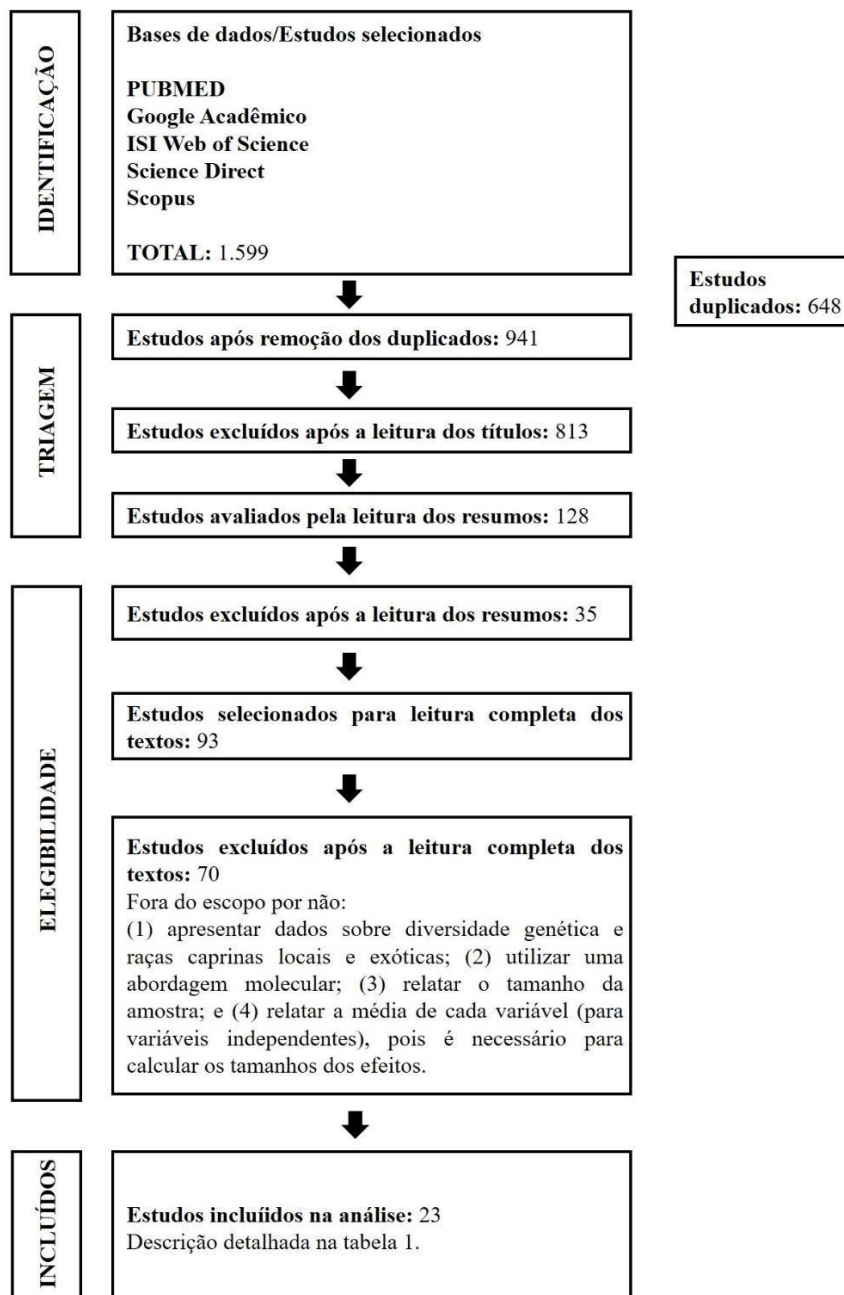 IDENTIFICAÇÃO
Bases de dados/Estudos selecionados
PUBMED
Google Acadêmico
ISI Web of Science
Science Direct
Scopus
TOTAL: 1.599
Estudos
duplicados: 648
TRIAGEM
Estudos após remoção dos duplicados: 941
Estudos excluídos após a leitura dos títulos: 813
Estudos avaliados pela leitura dos resumos: 128
ELEGIBILIDADE
Estudos excluídos após a leitura dos resumos: 35
Estudos selecionados para leitura completa dos
textos: 93
Estudos excluídos após a leitura completa dos
textos: 70
Fora do escopo por não:
(1) apresentar dados sobre diversidade genética e
raças caprinas locais e exóticas; (2) utilizar uma
abordagem molecular; (3) relatar o tamanho da
amostra; e (4) relatar a média de cada variável (para
variáveis independentes), pois é necessário para
calcular os tamanhos dos efeitos.
INCLUÍDOS
Estudos incluíidos na análise: 23
Descrição detalhada na tabela 1.